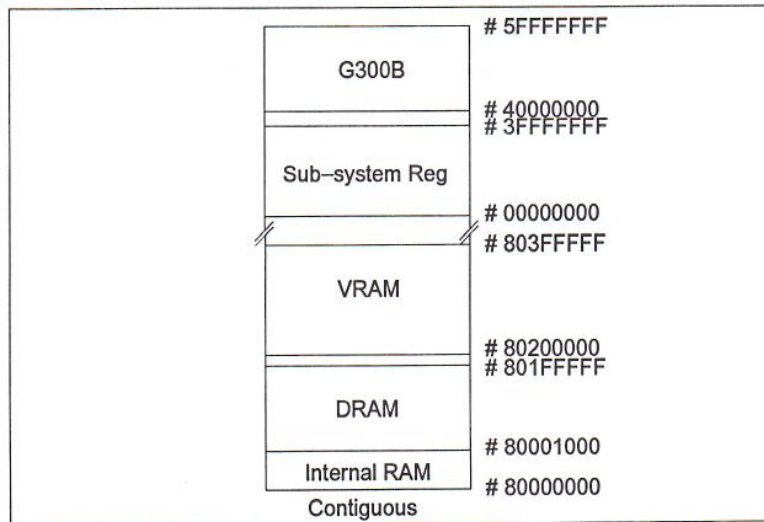 # 5FFFFFFF
G300B
# 40000000
# 3FFFFFFF
Sub–system Reg
# 00000000
# 803FFFFF
VRAM
# 80200000
# 801FFFFF
DRAM
# 80001000
Internal RAM
# 80000000
Contiguous